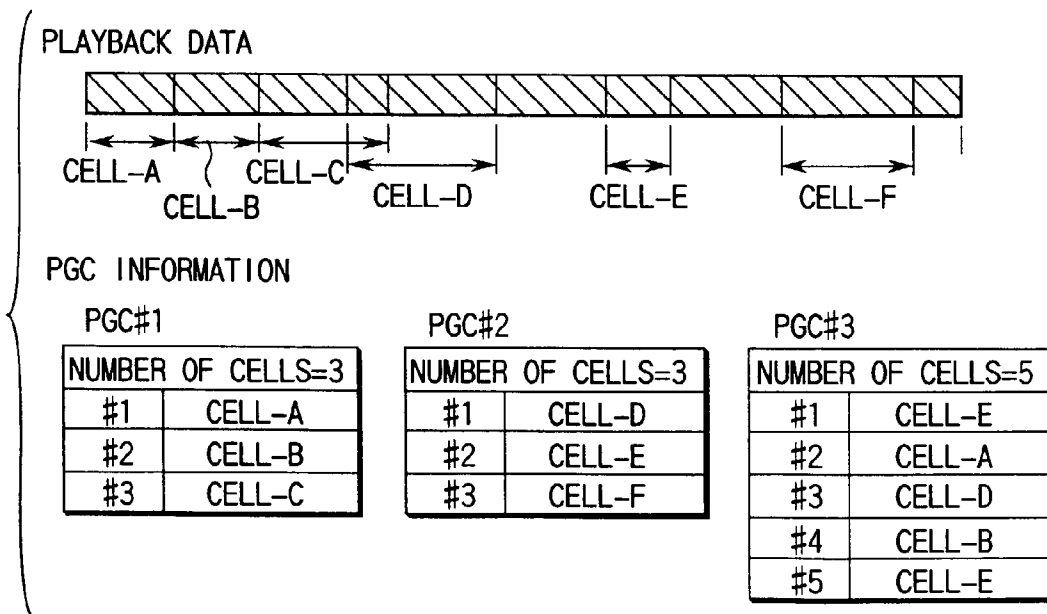 PLAYBACK DATA
CELL-A
CELL-B
CELL-C
CELL-D
CELL-E
CELL-F
PGC INFORMATION
PGC#1
NUMBER OF CELLS=3
#1 CELL-A
#2 CELL-B
#3 CELL-C
PGC#2
NUMBER OF CELLS=3
#1 CELL-D
#2 CELL-E
#3 CELL-F
PGC#3
NUMBER OF CELLS=5
#1 CELL-E
#2 CELL-A
#3 CELL-D
#4 CELL-B
#5 CELL-E